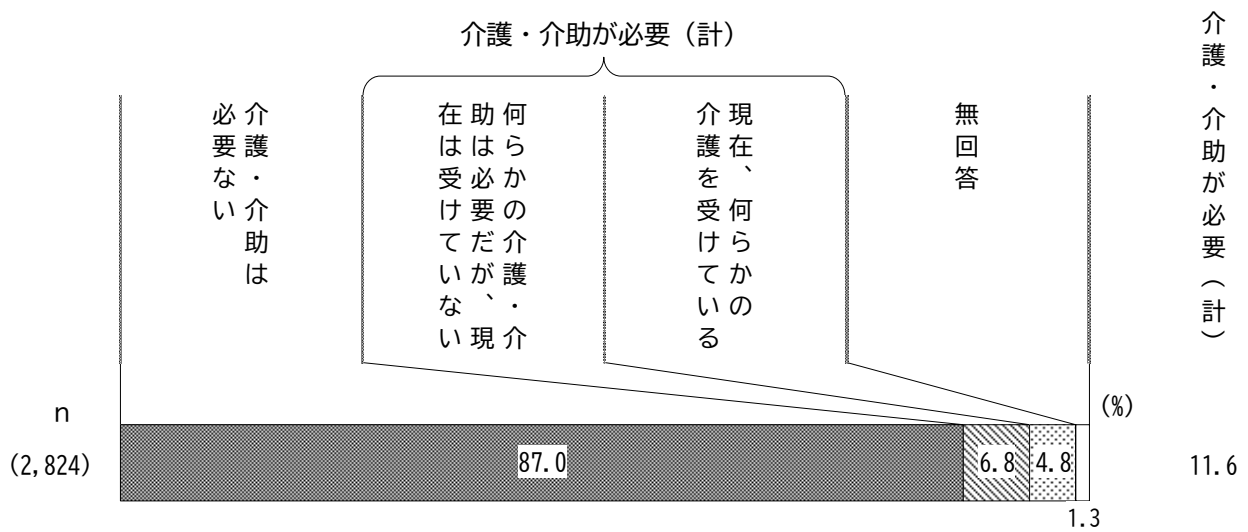 介護・介助が必要（計）
介護・介助は
必要ない
何らかの介護・介
助は必要だが、現
在は受けていない
現在、何らかの
介護を受けている
無回答
介護・介助が必要（計）
n
(%)
(2,824)
87.0
6.8
4.8
1.3
11.6